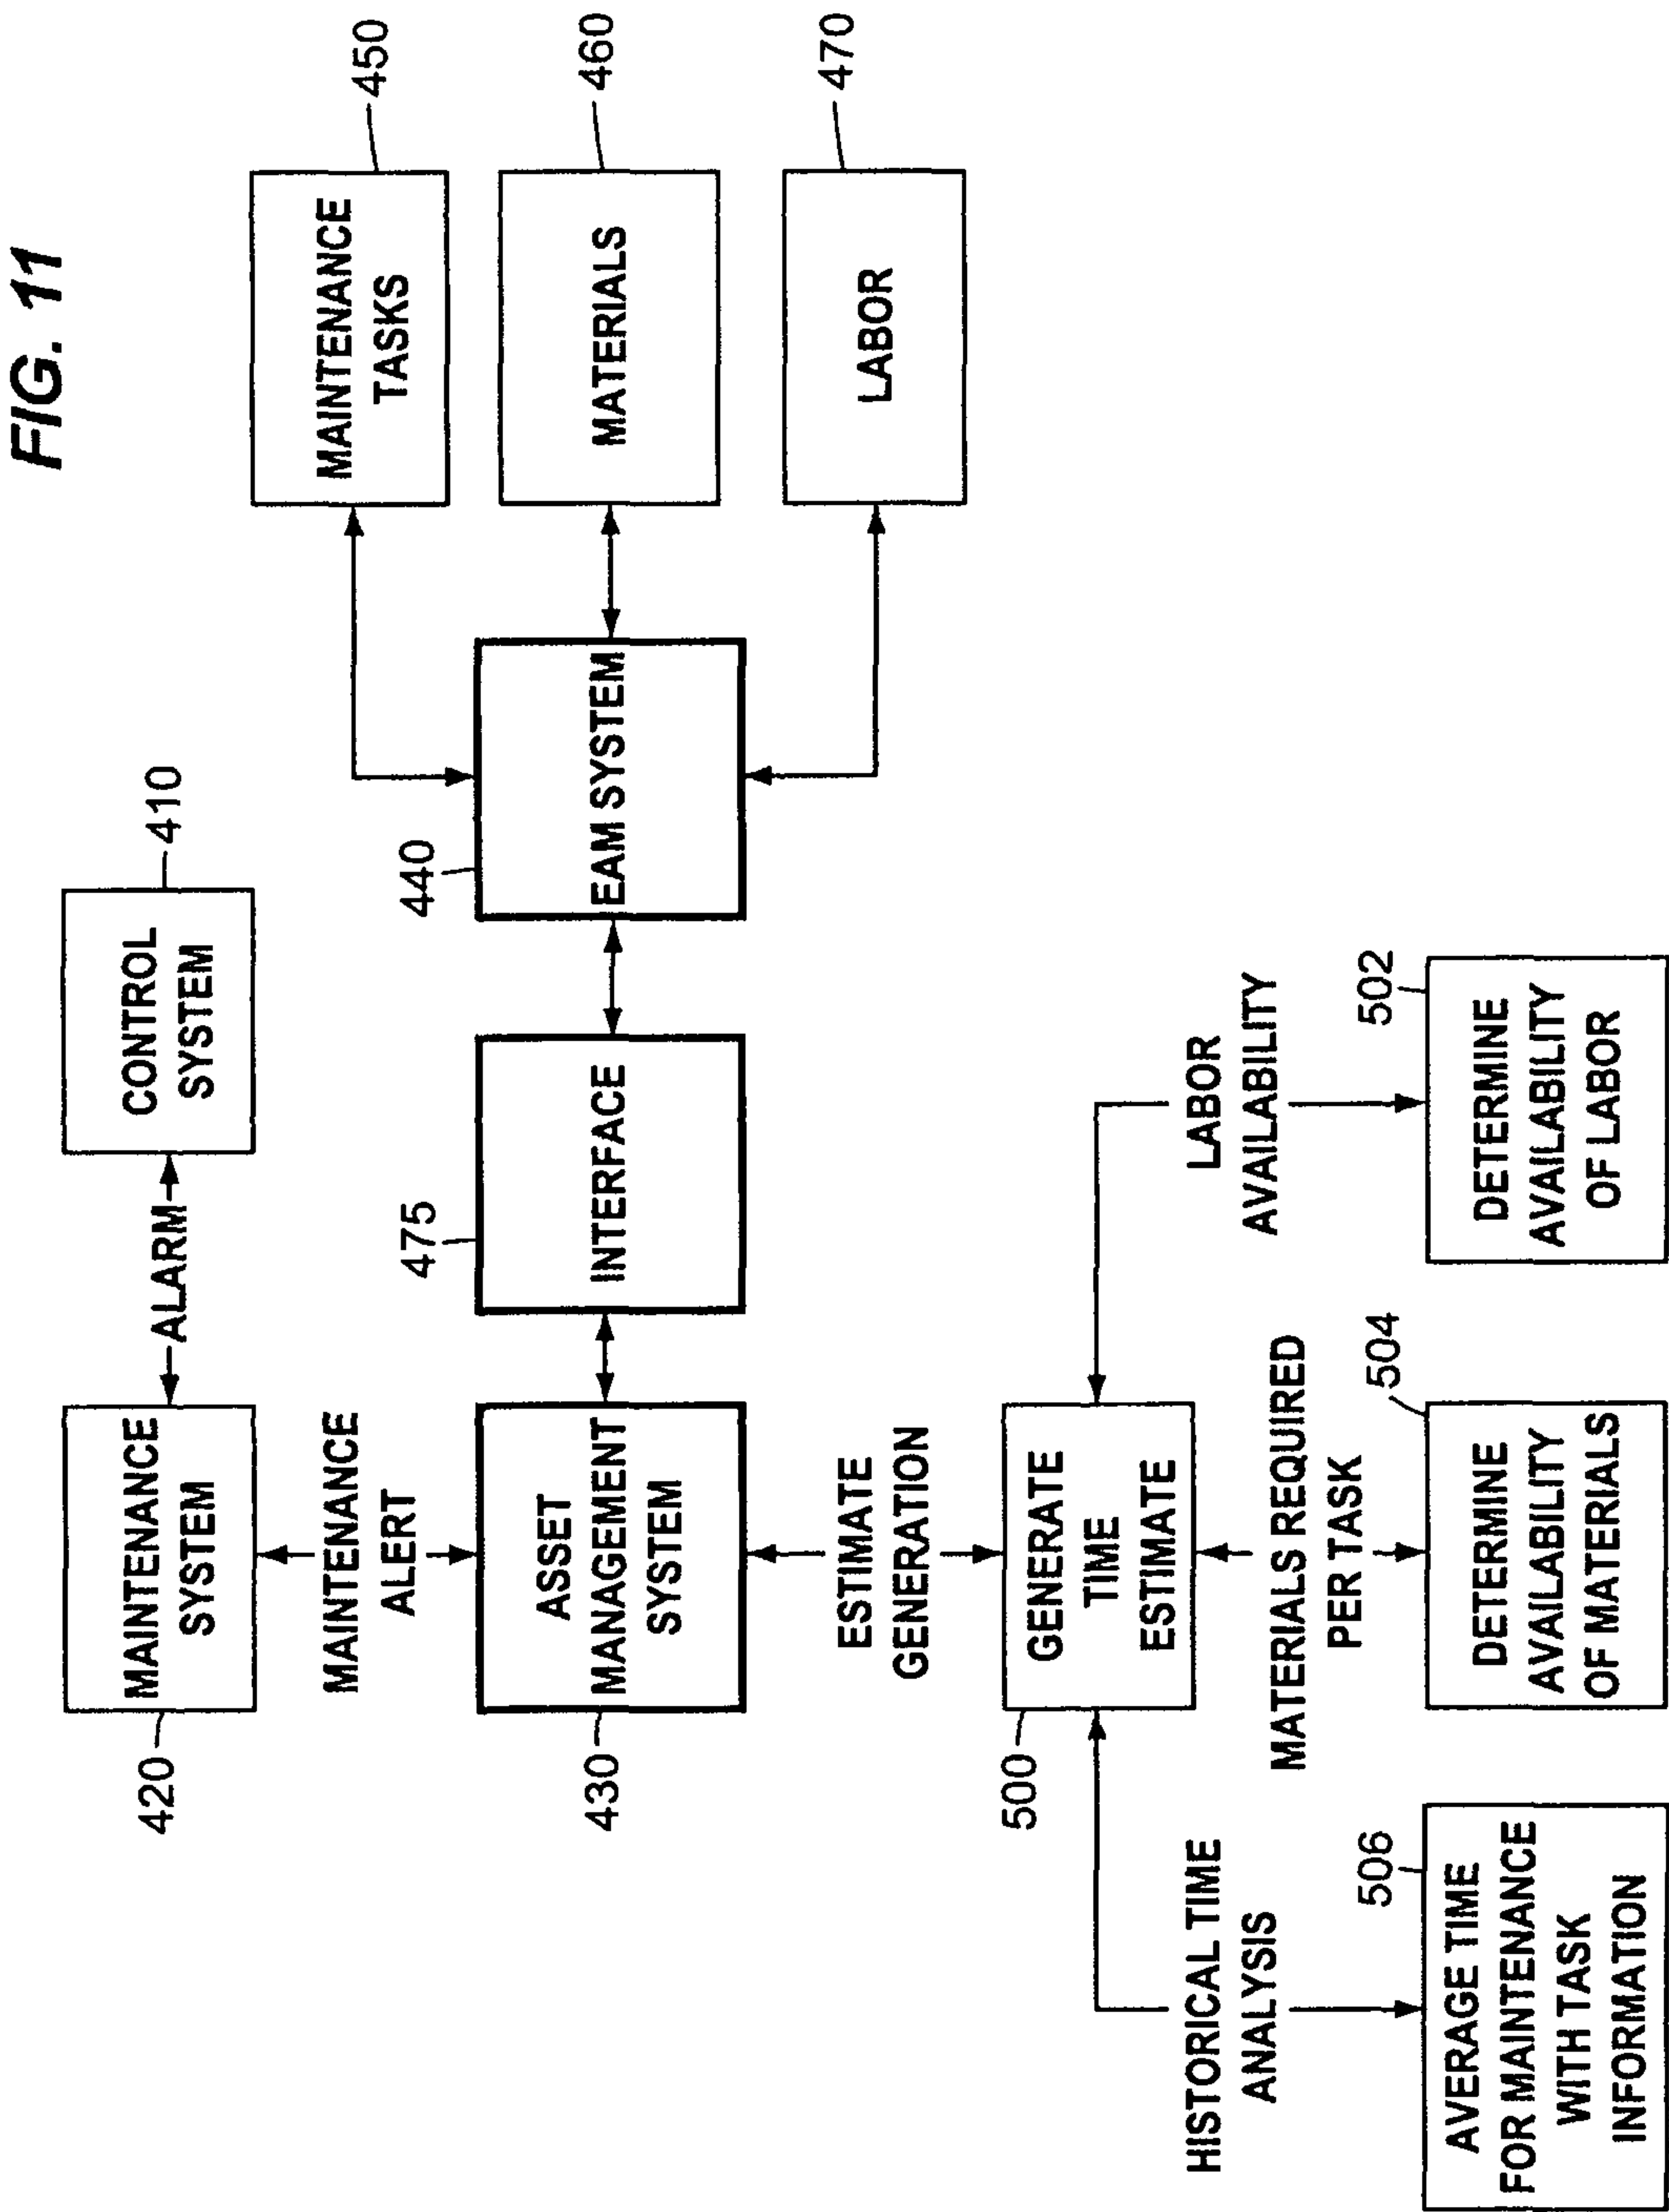 FIG. 11
420
MAINTENANCE
SYSTEM
ALARM
CONTROL
SYSTEM
410
MAINTENANCE
ALERT
430
ASSET
MANAGEMENT
SYSTEM
475
INTERFACE
440
EAM SYSTEM
MAINTENANCE
TASKS
450
MATERIALS
460
LABOR
470
ESTIMATE
GENERATION
500
GENERATE
TIME
ESTIMATE
HISTORICAL TIME
ANALYSIS
MATERIALS REQUIRED
PER TASK
LABOR
AVAILABILITY
506
AVERAGE TIME
FOR MAINTENANCE
WITH TASK
INFORMATION
504
DETERMINE
AVAILABILITY
OF MATERIALS
502
DETERMINE
AVAILABILITY
OF LABOR